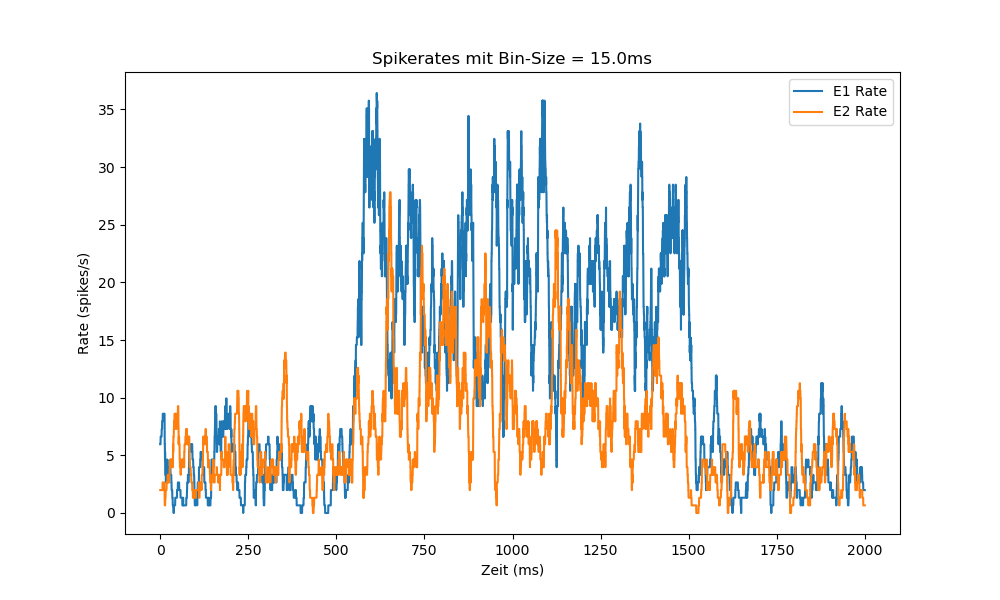 Spikerates mit Bin-Size = 15.0ms
E1 Rate
E2 Rate
Rate (spikes/s)
35
30
25
20
15
10
5
0
0 250 500 750 1000 1250 1500 1750 2000
Zeit (ms)